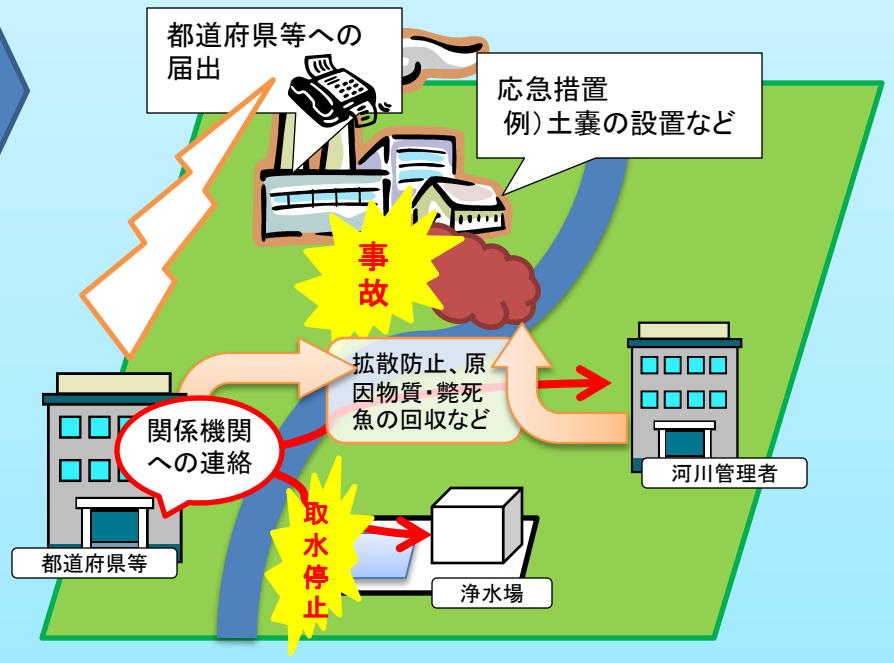 都道府県等への
届出
応急措置
例）土嚢の設置など
事
故
拡散防止、原
因物質・斃死
魚の回収など
関係機関
への連絡
河川管理者
取
水
停
止
都道府県等
浄水場